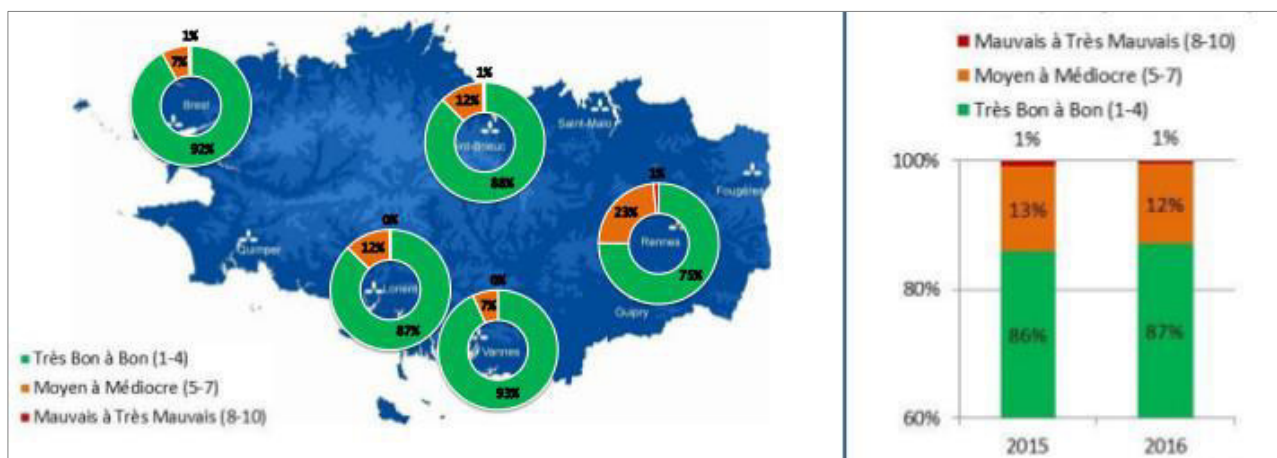 1%
7%
Brest
92%
1%
12%
88%
Saint-Malo
Fougères
1%
23%
Rennes
75%
Quimper
0%
12%
Lorient
87%
0%
7%
Vannes
93%
Guipry
Très Bon à Bon (1-4)
Moyen à Médiocre (5-7)
Mauvais à Très Mauvais (8-10)
Mauvais à Très Mauvais (8-10)
Moyen à Médiocre (5-7)
Très Bon à Bon (1-4)
1% 1%
100%
13% 12%
80%
86% 87%
60%
2015 2016